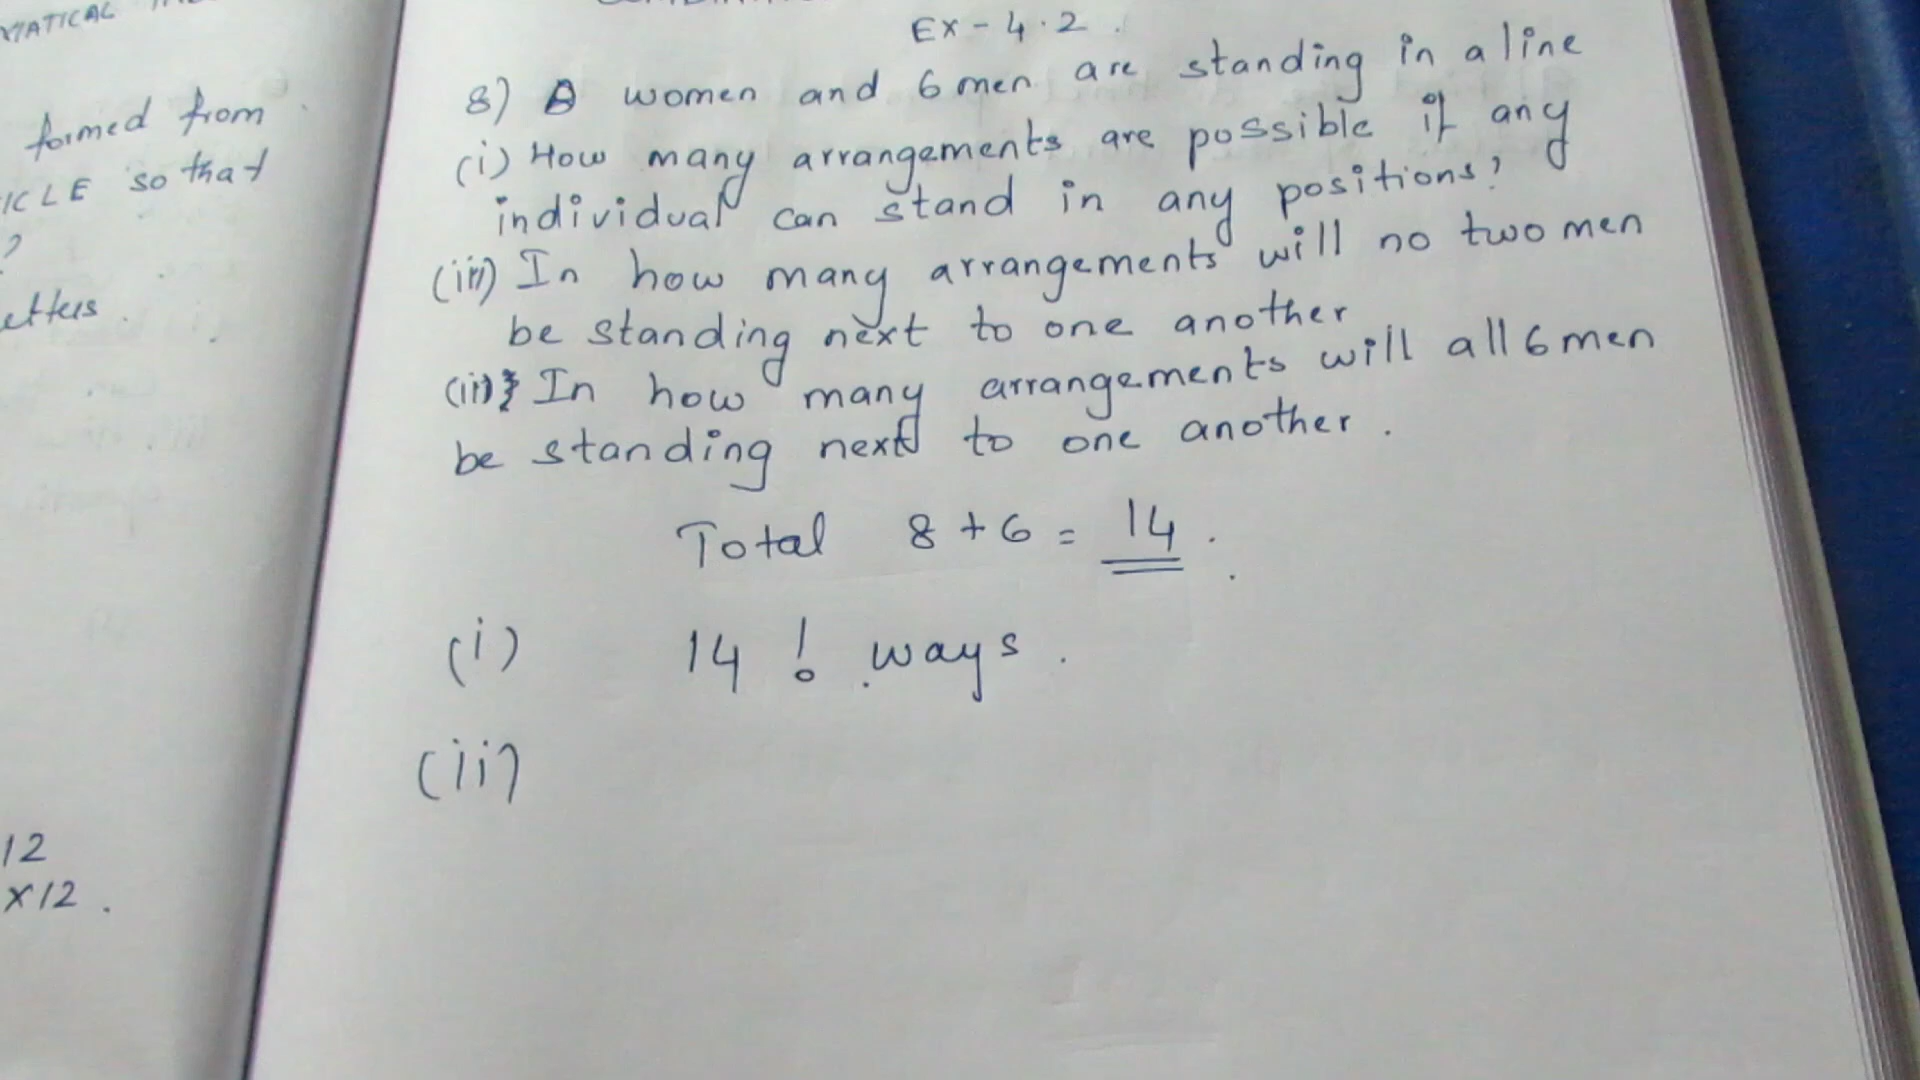 formed from
ICLE so that
?
etters.
12
x12.
Ex-4.2.
8) 8 women and 6 men are standing in a line
(i) How many arrangements are possible if any
individual can stand in any positions?
(iii) In how many arrangements will no two men
be standing next to one another
(ii) In how many arrangements will all 6 men
be standing next to one another.
Total 8+6 = 14.
(i) 14! ways.
(ii)